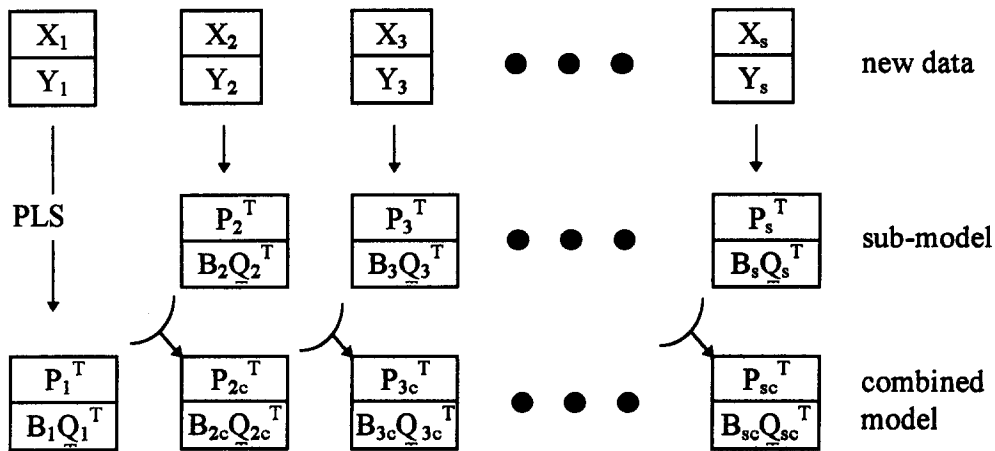 X₁ X₂ X₃ Xₛ new data
Y₁ Y₂ Y₃ Yₛ
PLS
P₂ᵀ P₃ᵀ Pₛᵀ sub-model
B₂Q₂ᵀ B₃Q₃ᵀ BₛQₛᵀ
P₁ᵀ P₂cᵀ P₃cᵀ Pscᵀ combined
B₁Q₁ᵀ B₂cQ₂cᵀ B₃cQ₃cᵀ BscQscᵀ model